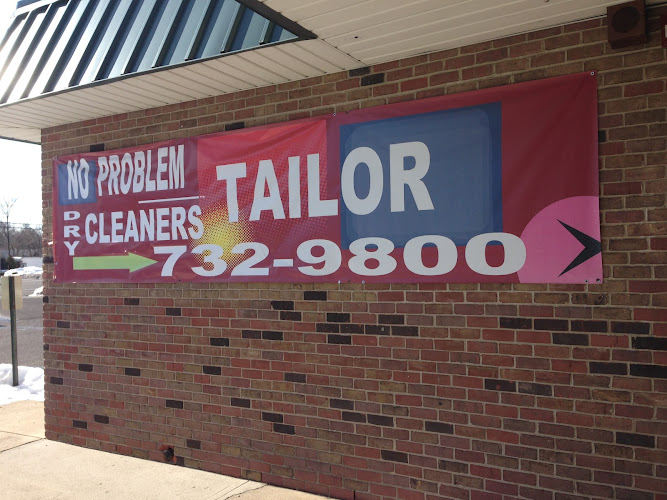 NO PROBLEM
DRY CLEANERS TAILOR
732-9800